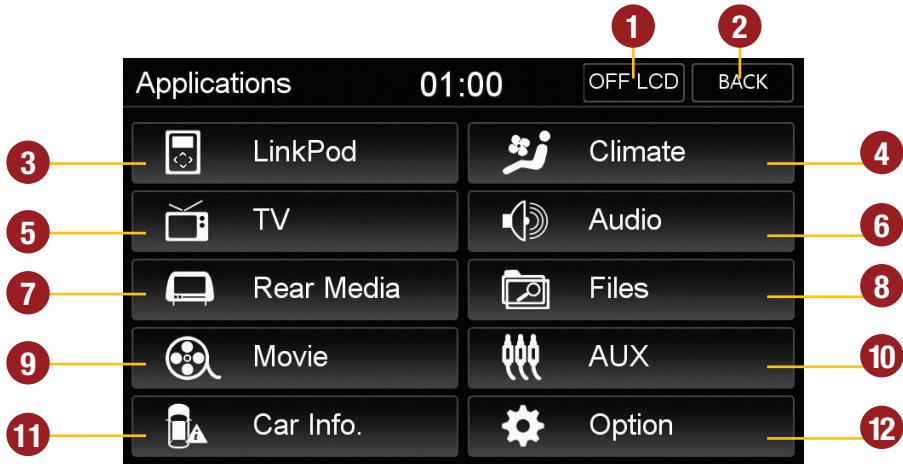 1 2
Applications 01:00 OFF LCD BACK
3 LinkPod Climate 4
5 TV Audio 6
7 Rear Media Files 8
9 Movie AUX 10
11 Car Info. Option 12